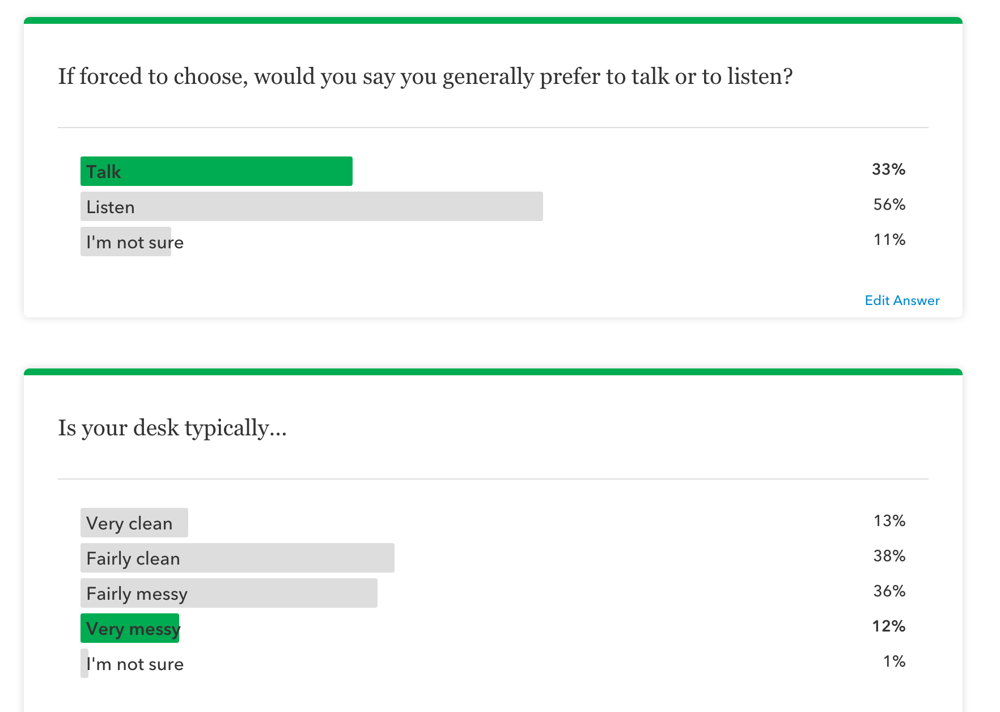 If forced to choose, would you say you generally prefer to talk or to listen?
Talk 33%
Listen 56%
I'm not sure 11%
Edit Answer
Is your desk typically...
Very clean 13%
Fairly clean 38%
Fairly messy 36%
Very messy 12%
I'm not sure 1%